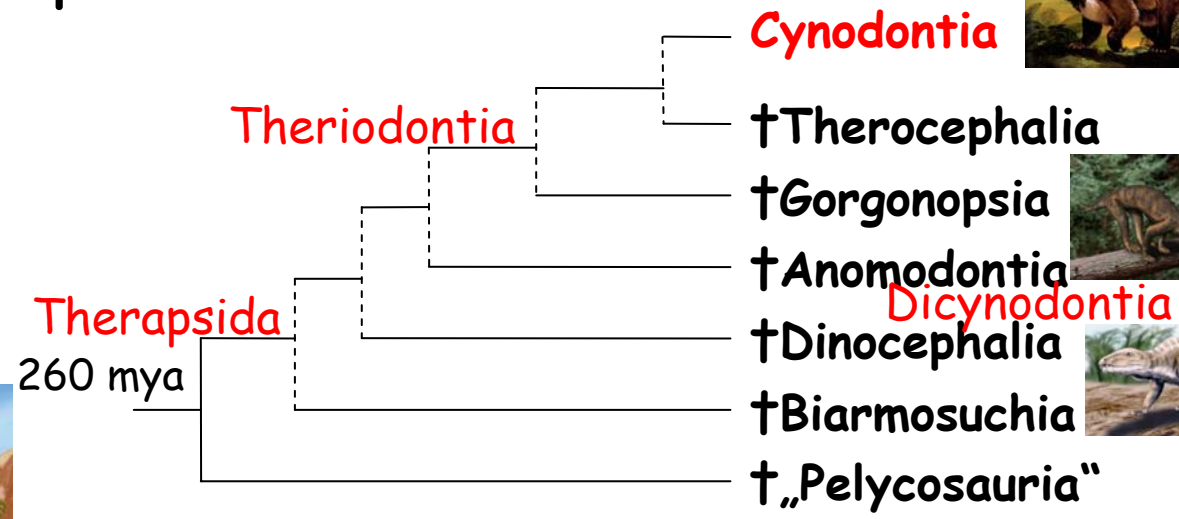 Cynodontia
Theriodontia
†Therocephalia
†Gorgonopsia
†Anomodontia
Dicynodontia
Therapsida
†Dinocephalia
260 mya
†Biarmosuchia
†„Pelycosauria“